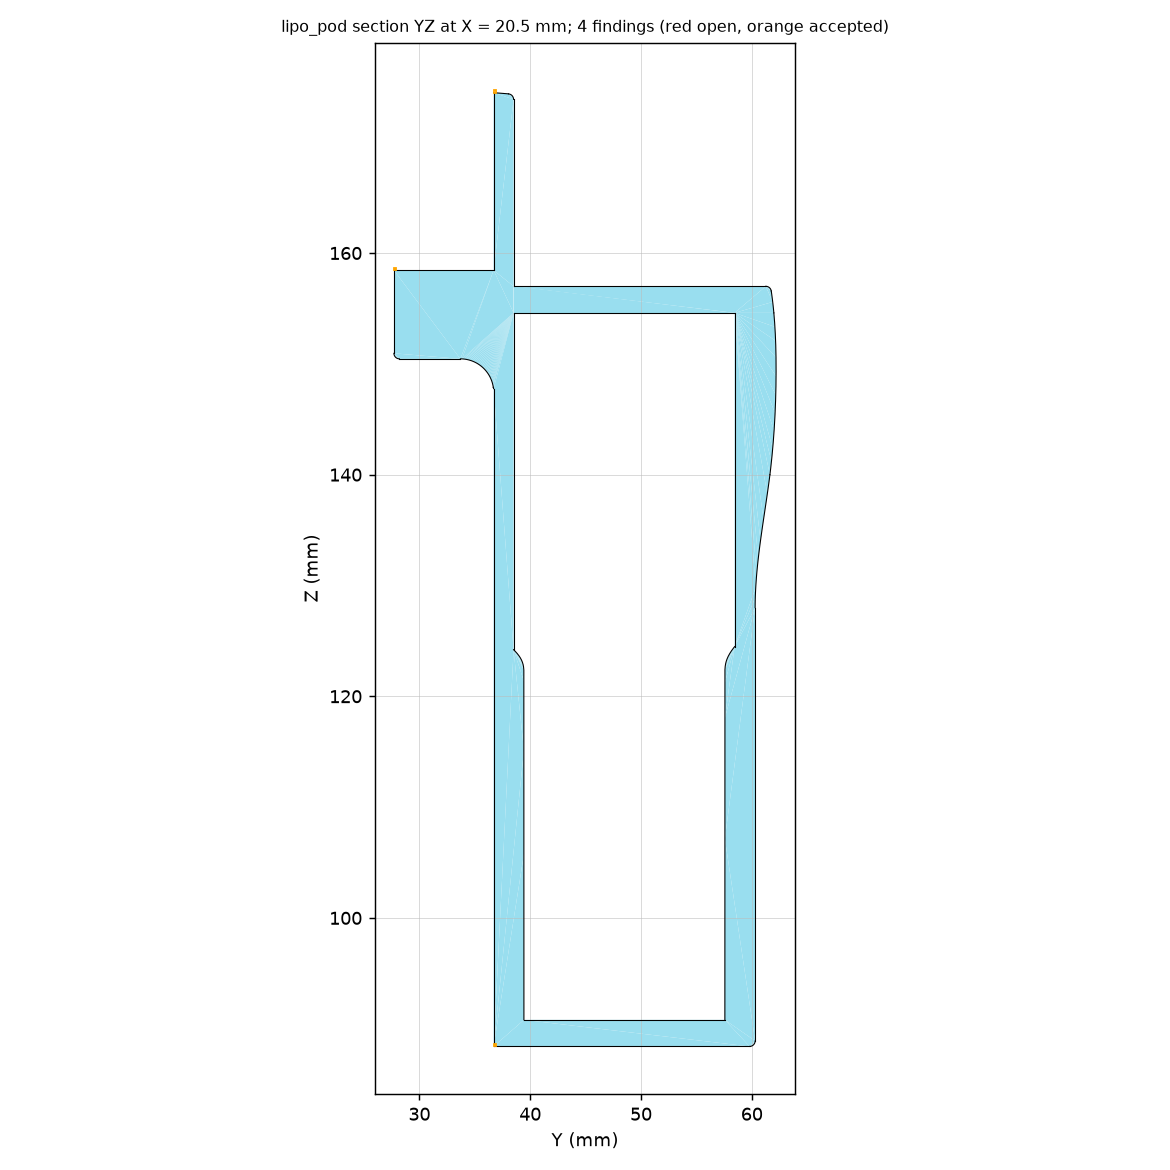 lipo_pod section YZ at X = 20.5 mm; 4 findings (red open, orange accepted)
160
140
120
100
Z (mm)
30 40 50 60
Y (mm)